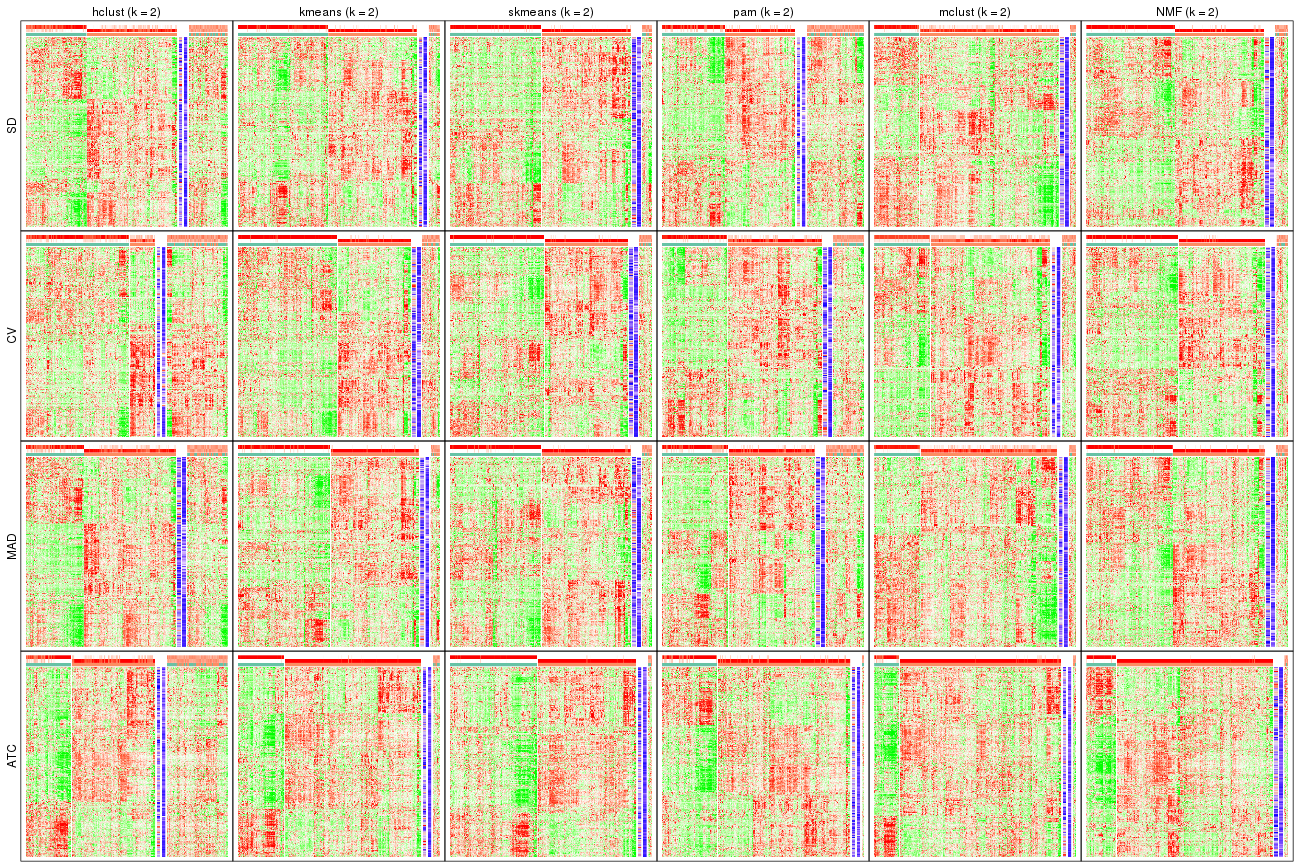 hclust (k = 2) kmeans (k = 2) skmeans (k = 2) pam (k = 2) mclust (k = 2) NMF (k = 2)
SD
CV
MAD
ATC